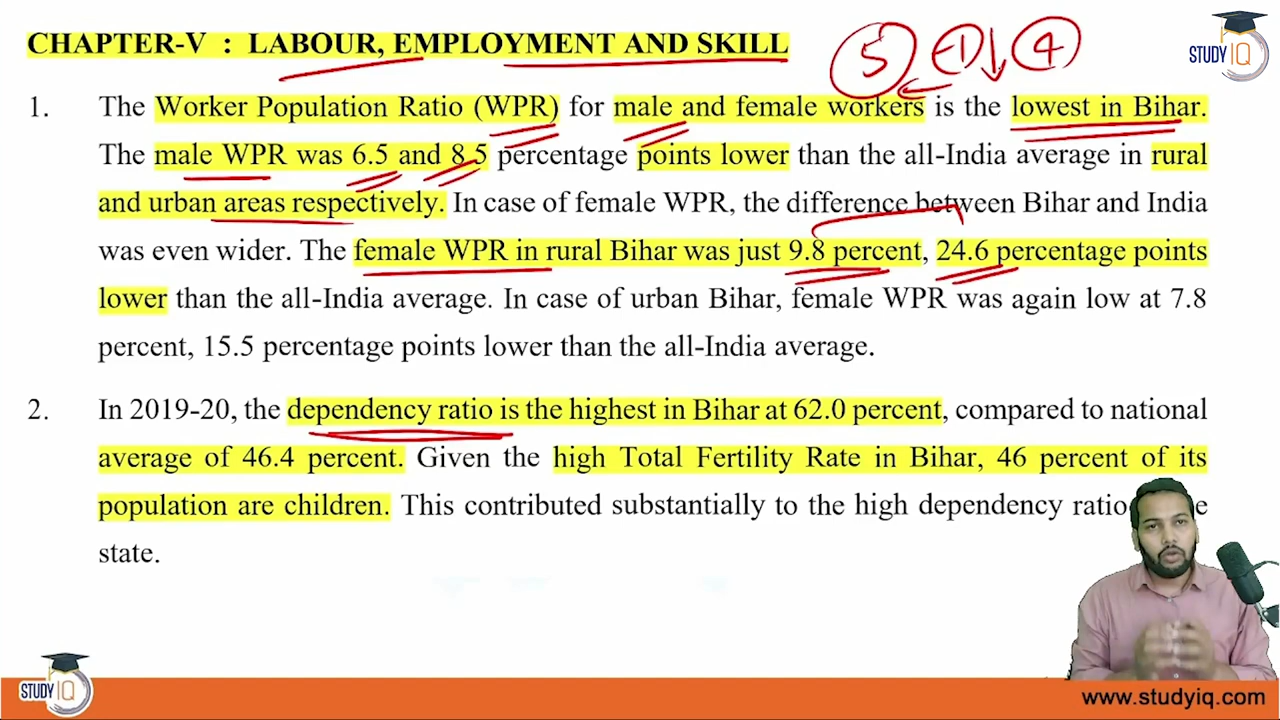 CHAPTER-V : LABOUR, EMPLOYMENT AND SKILL
5 -1 4
STUDY IQ
1. The Worker Population Ratio (WPR) for male and female workers is the lowest in Bihar.
The male WPR was 6.5 and 8.5 percentage points lower than the all-India average in rural
and urban areas respectively. In case of female WPR, the difference between Bihar and India
was even wider. The female WPR in rural Bihar was just 9.8 percent, 24.6 percentage points
lower than the all-India average. In case of urban Bihar, female WPR was again low at 7.8
percent, 15.5 percentage points lower than the all-India average.
2. In 2019-20, the dependency ratio is the highest in Bihar at 62.0 percent, compared to national
average of 46.4 percent. Given the high Total Fertility Rate in Bihar, 46 percent of its
population are children. This contributed substantially to the high dependency ratio
state.
STUDY IQ
www.studyiq.com